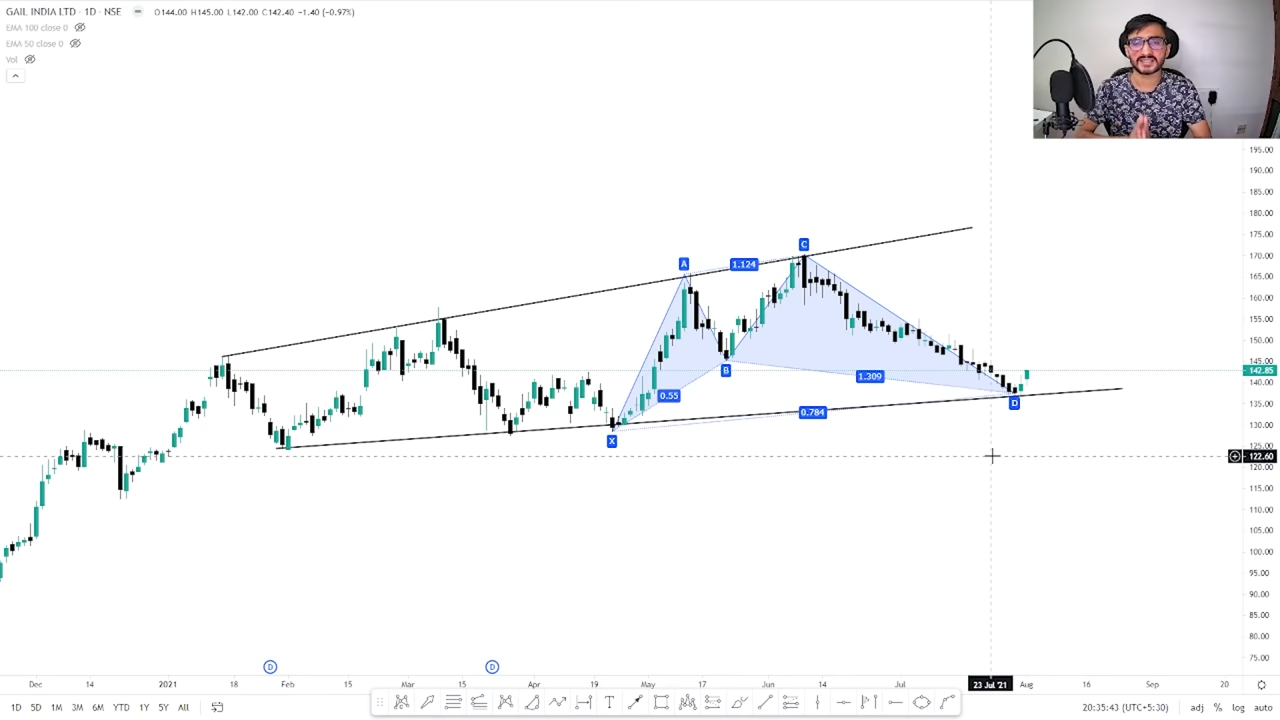 GAIL INDIA LTD · 1D · NSE O144.00 H145.00 L142.00 C142.40 −1.40 (−0.97%)
EMA 100 close 0
EMA 50 close 0
Vol
195.00
190.00
185.00
180.00
175.00
170.00
165.00
160.00
155.00
150.00
145.00
142.85
140.00
135.00
130.00
125.00
122.60
120.00
115.00
110.00
105.00
100.00
95.00
90.00
85.00
80.00
75.00
C
A
1.124
B
1.309
0.55
D
0.784
X
D D
Dec 14 2021 18 Feb 15 Mar 15 Apr 19 May 17 Jun 14 Jul 23 Jul '21 Aug 16 Sep 20
1D 5D 1M 3M 6M YTD 1Y 5Y All T 20:35:43 (UTC+5:30) adj % log auto